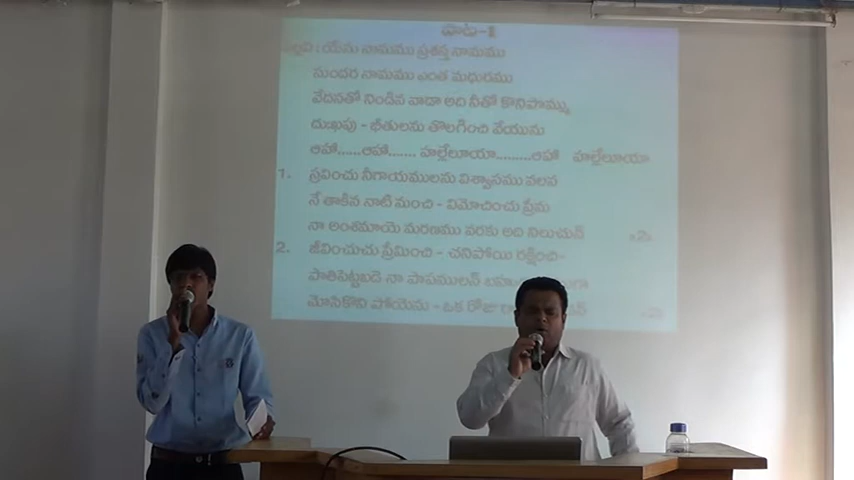 పాట-1
పల్లవి : యేసు నామము ప్రశస్త నామము
సుందర నామము ఎంత మధురము
వేదనతో నిండిన వాడా అది నీతో కొనిపొమ్ము
దుఃఖపు - భీతులను తొలగించి వేయును
ఆహా......ఆహా....... హల్లేలూయా.........ఆహా హల్లేలూయా
1. స్రవించు నీగాయములను విశ్వాసము వలన
నే తాకిన నాటి మంచి - విమోచించు ప్రేమ
నా అంశమాయె మరణము వరకు అది నిలుచున్
2. జీవించుచు ప్రేమించి - చనిపోయి రక్షించి-
పాతిపెట్టబడె నా పాపములన్
మోసికొని పోయెను - ఒక రోజు